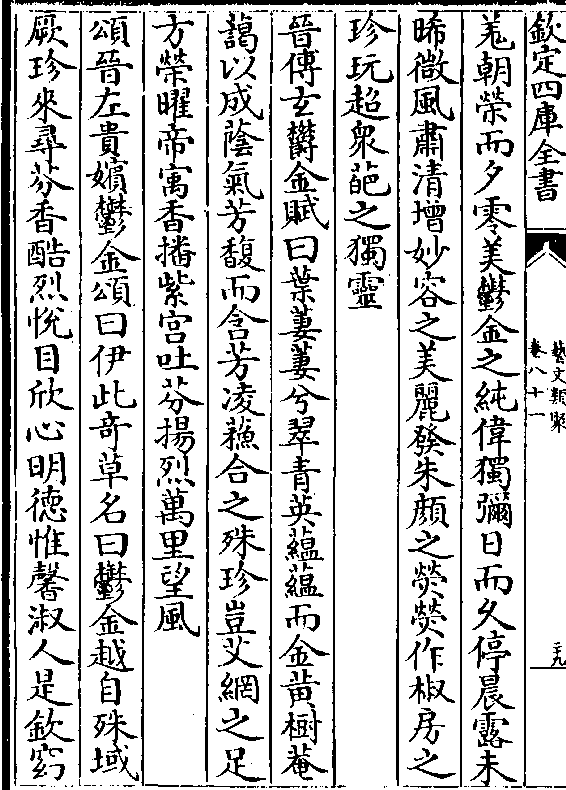 欽定四庫全書
藝文類聚
卷八十一
三九
羗朝榮而夕零美鬱金之純偉獨彌日而久停晨露未
晞微風肅清增妙容之美麗發朱顔之熒熒作椒房之
珍玩超衆葩之獨靈
晉傳玄鬱金賦曰葉萋萋兮翠青英蘊蘊而金黄樹菴
藹以成蔭氣芳馥而含芳凌蘓合之殊珍豈艾網之足
方榮曜帝寓香播紫宫吐芬揚烈萬里望風
頌晉左貴嬪鬱金頌曰伊此奇草名曰鬱金越自殊域
厥珍來尋芬香酷烈悅目欣心明德惟馨淑人是欽窈